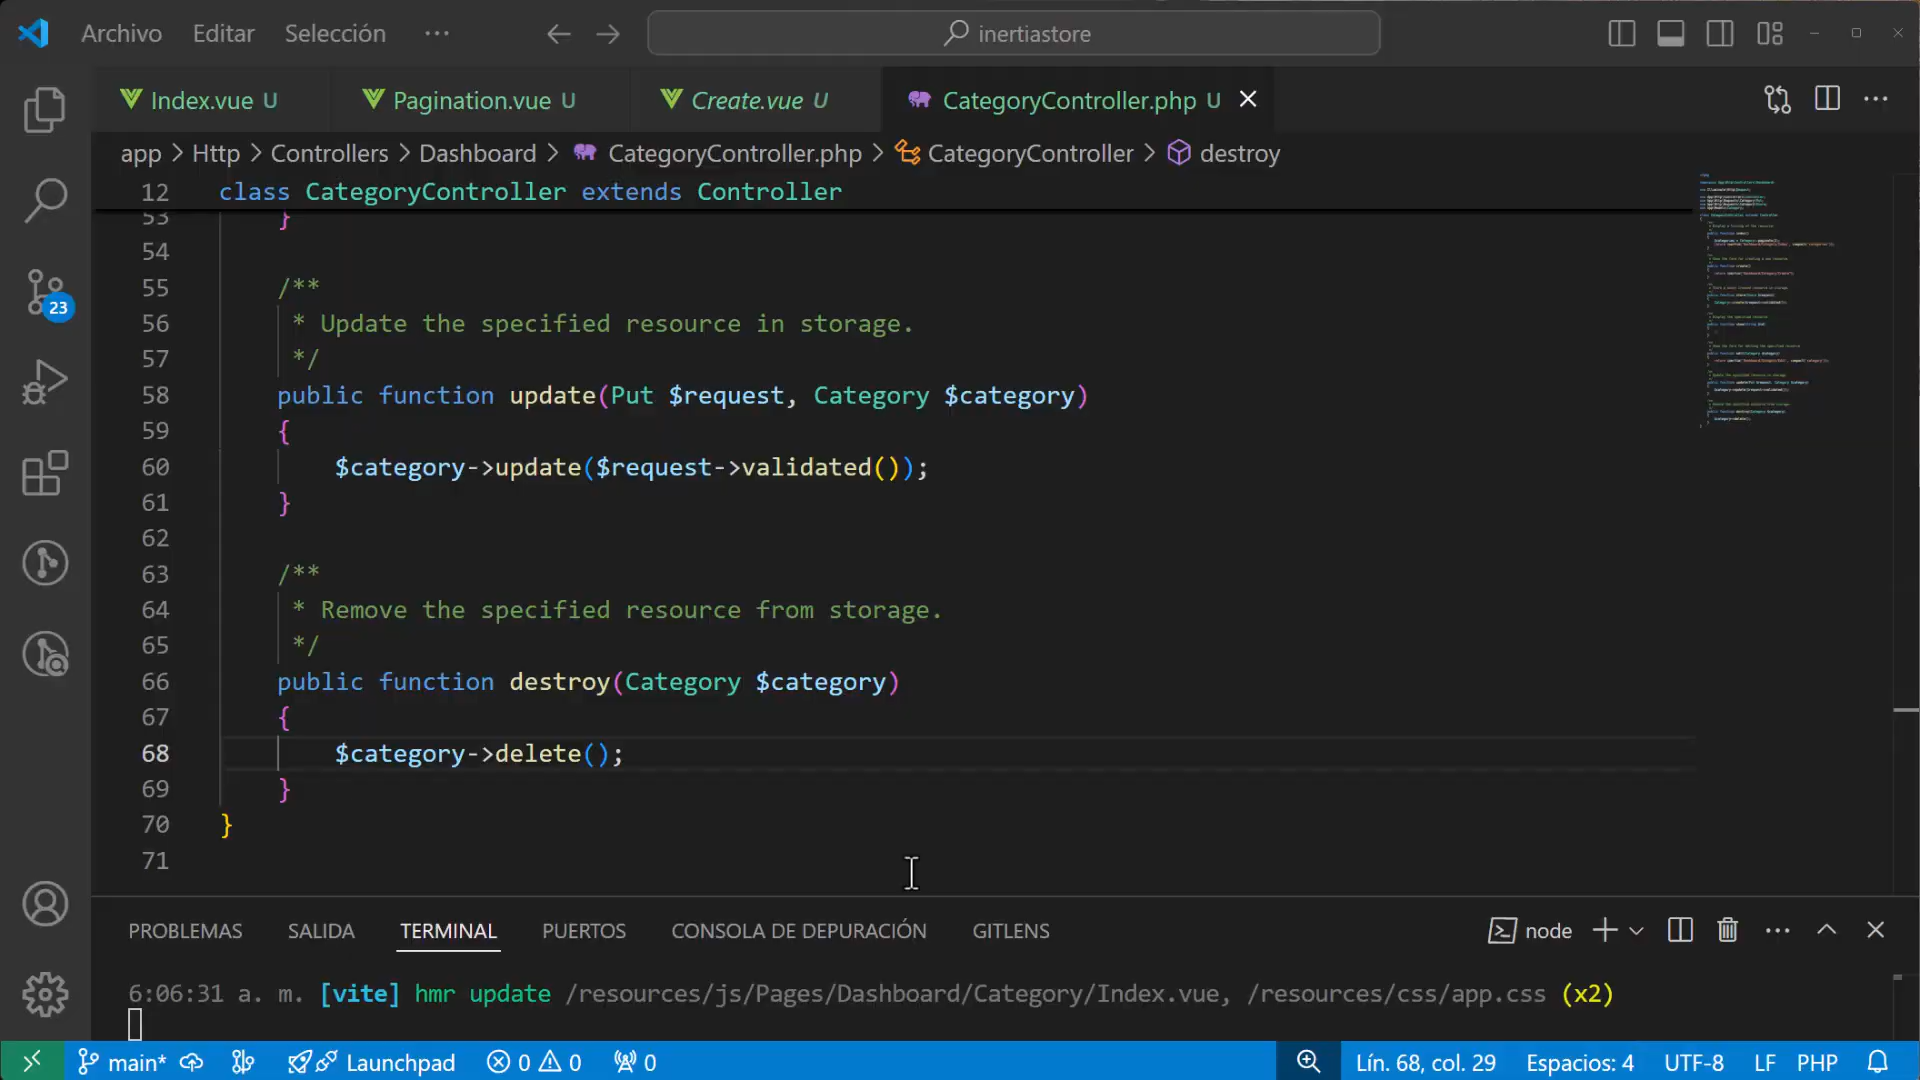 Archivo Editar Selección ··· inertiastore
Index.vue U Pagination.vue U Create.vue U CategoryController.php U
app > Http > Controllers > Dashboard > CategoryController.php > CategoryController > destroy
12 class CategoryController extends Controller
53 }
54
55 /**
56 * Update the specified resource in storage.
57 */
58 public function update(Put $request, Category $category)
59 {
60 $category->update($request->validated());
61 }
62
63 /**
64 * Remove the specified resource from storage.
65 */
66 public function destroy(Category $category)
67 {
68 $category->delete();
69 }
70 }
71
23
PROBLEMAS SALIDA TERMINAL PUERTOS CONSOLA DE DEPURACIÓN GITLENS node
6:06:31 a. m. [vite] hmr update /resources/js/Pages/Dashboard/Category/Index.vue, /resources/css/app.css (x2)
main* Launchpad 0 0 0 Lín. 68, col. 29 Espacios: 4 UTF-8 LF PHP